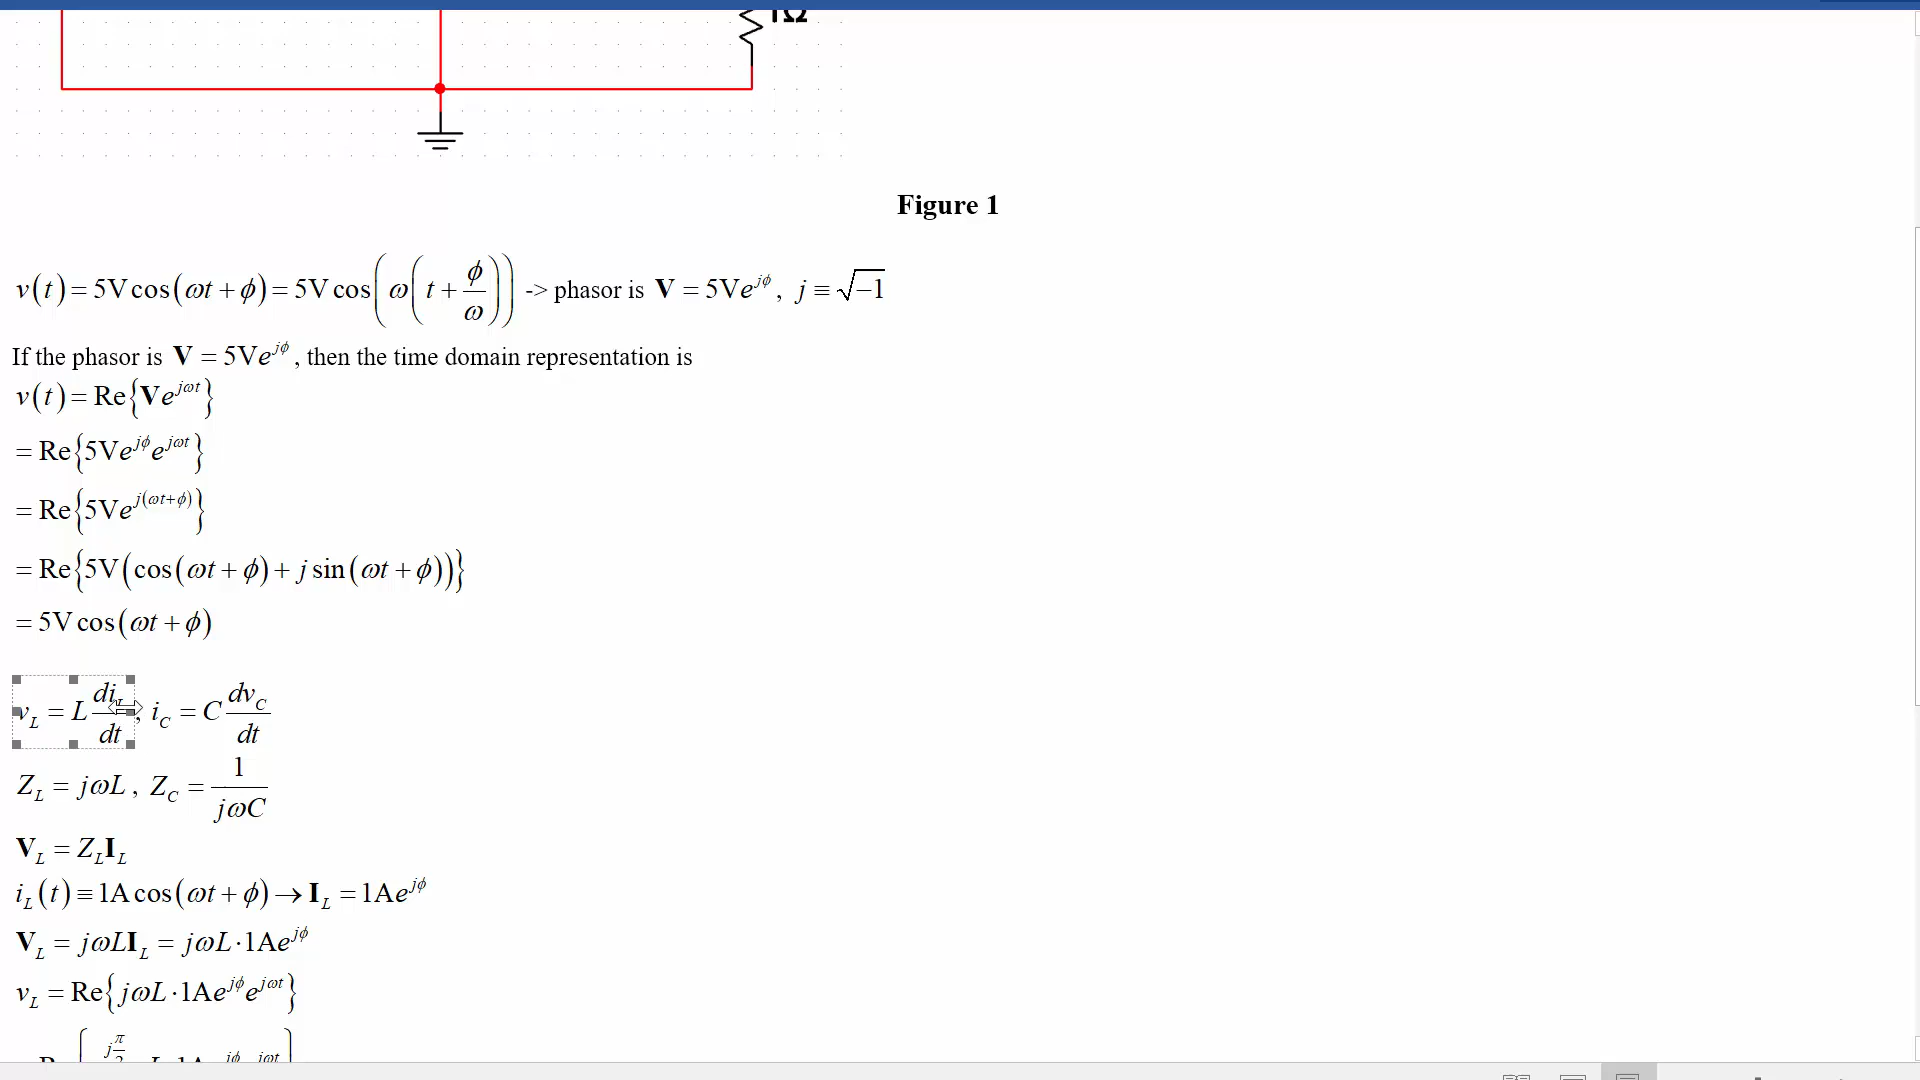 1Ω
Figure 1
v(t) = 5V cos(ωt + ϕ) = 5V cos(ω(t + ϕ/ω)) -> phasor is V = 5Ve^{jϕ}, j ≡ √−1
If the phasor is V = 5Ve^{jϕ}, then the time domain representation is
v(t) = Re{Ve^{jωt}}
= Re{5Ve^{jϕ}e^{jωt}}
= Re{5Ve^{j(ωt+ϕ)}}
= Re{5V(cos(ωt + ϕ) + j sin(ωt + ϕ))}
= 5V cos(ωt + ϕ)
v_L = L di_L/dt, i_C = C dv_C/dt
Z_L = jωL, Z_C = 1/jωC
V_L = Z_L I_L
i_L(t) ≡ 1A cos(ωt + ϕ) → I_L = 1Ae^{jϕ}
V_L = jωLI_L = jωL·1Ae^{jϕ}
v_L = Re{jωL·1Ae^{jϕ}e^{jωt}}